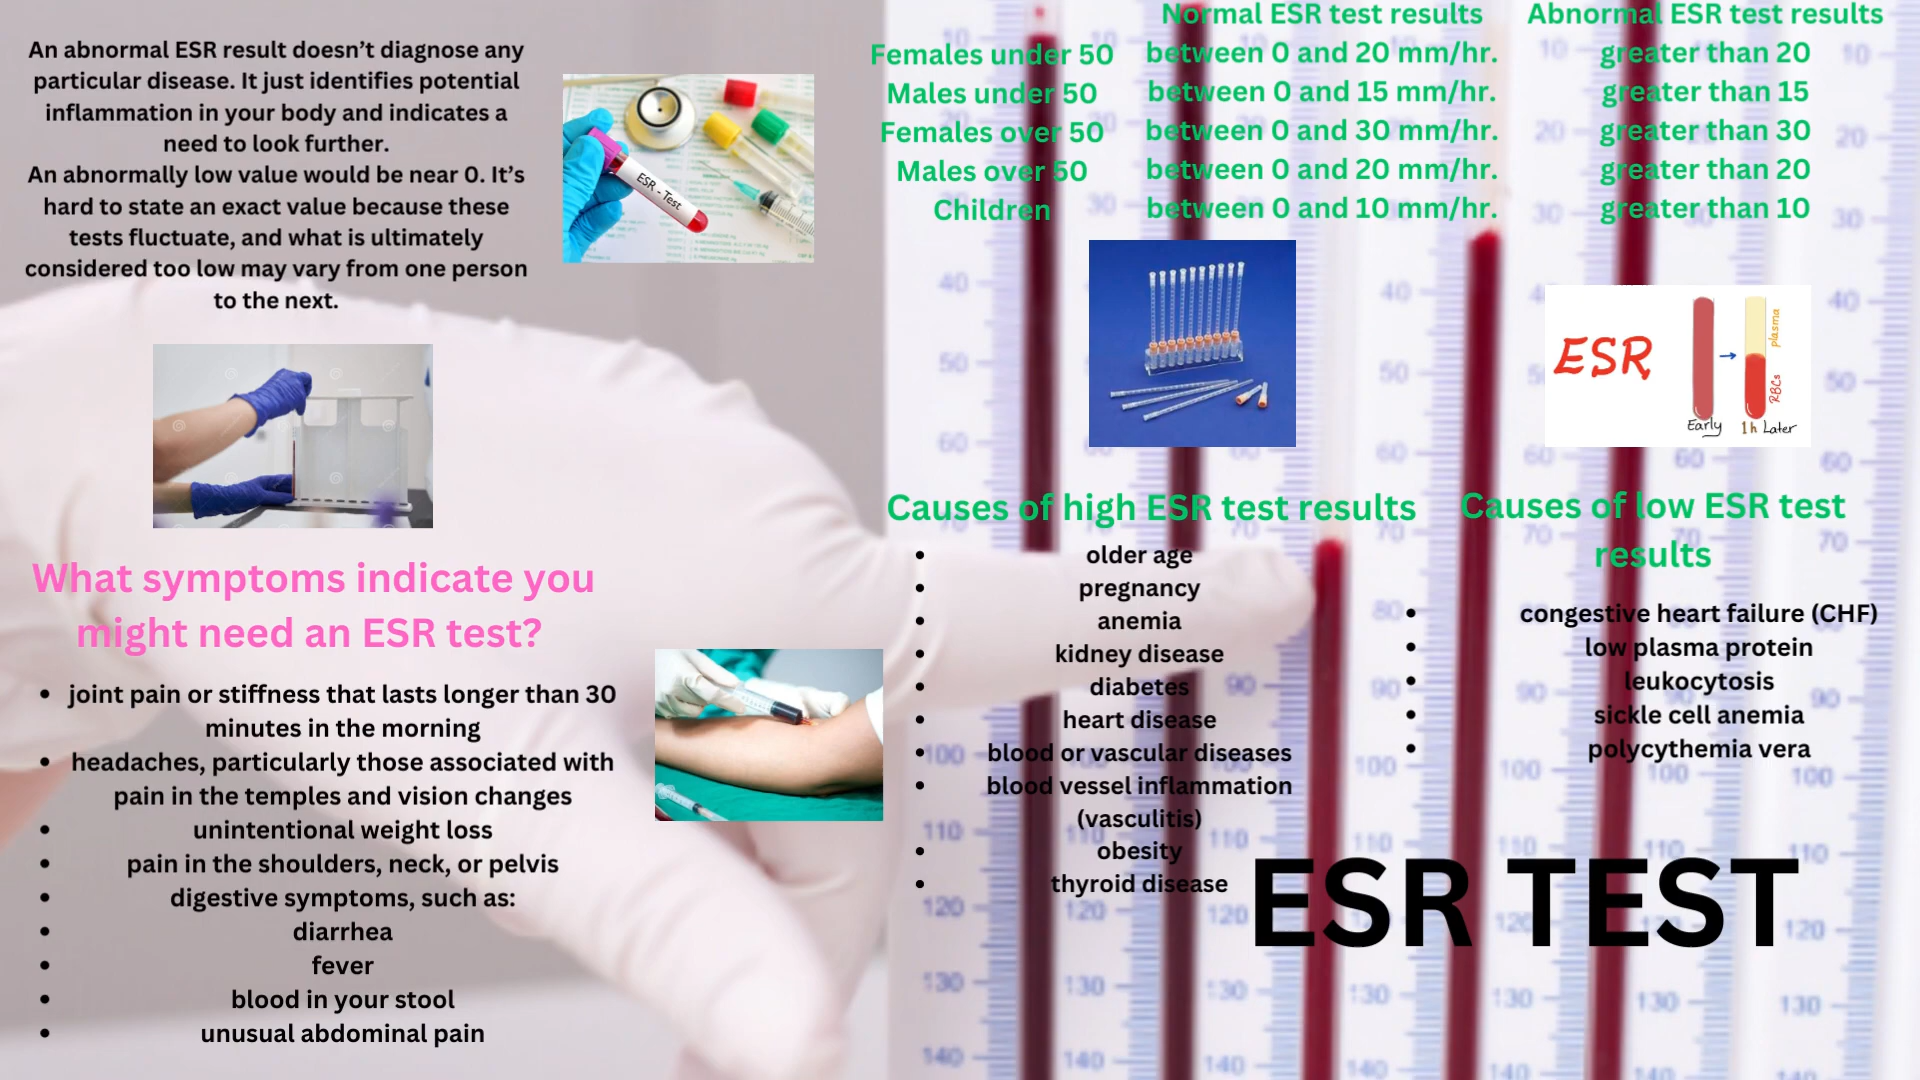 An abnormal ESR result doesn’t diagnose any
particular disease. It just identifies potential
inflammation in your body and indicates a
need to look further.
An abnormally low value would be near 0. It’s
hard to state an exact value because these
tests fluctuate, and what is ultimately
considered too low may vary from one person
to the next.
ESR - Test
Normal ESR test results Abnormal ESR test results
Females under 50 between 0 and 20 mm/hr. greater than 20
Males under 50 between 0 and 15 mm/hr. greater than 15
Females over 50 between 0 and 30 mm/hr. greater than 30
Males over 50 between 0 and 20 mm/hr. greater than 20
Children between 0 and 10 mm/hr. greater than 10
ESR
plasma
RBCs
Early 1h Later
What symptoms indicate you
might need an ESR test?
• joint pain or stiffness that lasts longer than 30
minutes in the morning
• headaches, particularly those associated with
pain in the temples and vision changes
• unintentional weight loss
• pain in the shoulders, neck, or pelvis
• digestive symptoms, such as:
• diarrhea
• fever
• blood in your stool
• unusual abdominal pain
Causes of high ESR test results
• older age
• pregnancy
• anemia
• kidney disease
• diabetes
• heart disease
• blood or vascular diseases
• blood vessel inflammation
(vasculitis)
• obesity
• thyroid disease
Causes of low ESR test
results
• congestive heart failure (CHF)
• low plasma protein
• leukocytosis
• sickle cell anemia
• polycythemia vera
ESR TEST